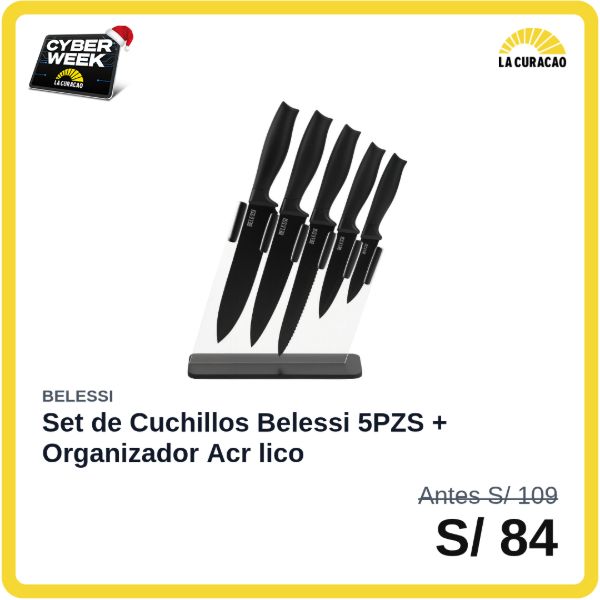 CYBER
WEEK
LA CURACAO
LA CURACAO
BELESSI
Set de Cuchillos Belessi 5PZS +
Organizador Acr lico
Antes S/ 109
S/ 84